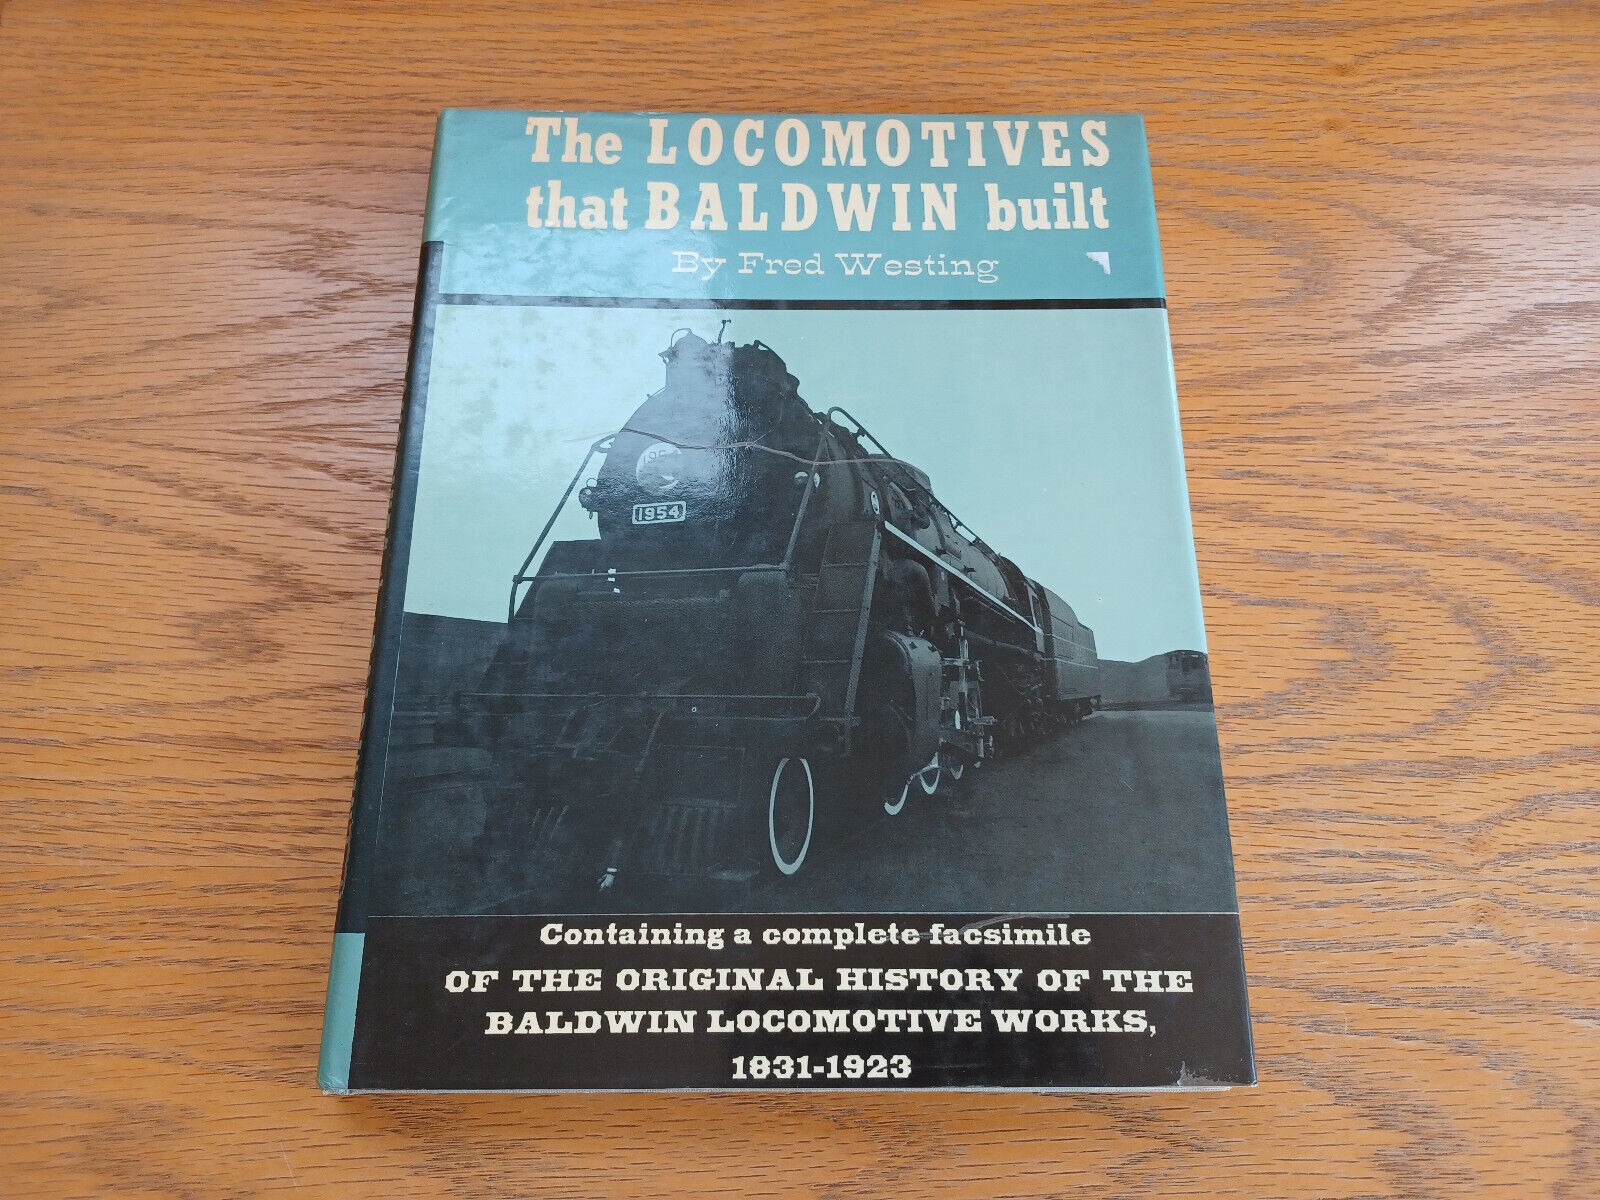 The LOCOMOTIVES
that BALDWIN built
By Fred Westing
1954
Containing a complete facsimile
OF THE ORIGINAL HISTORY OF THE
BALDWIN LOCOMOTIVE WORKS,
1831-1923